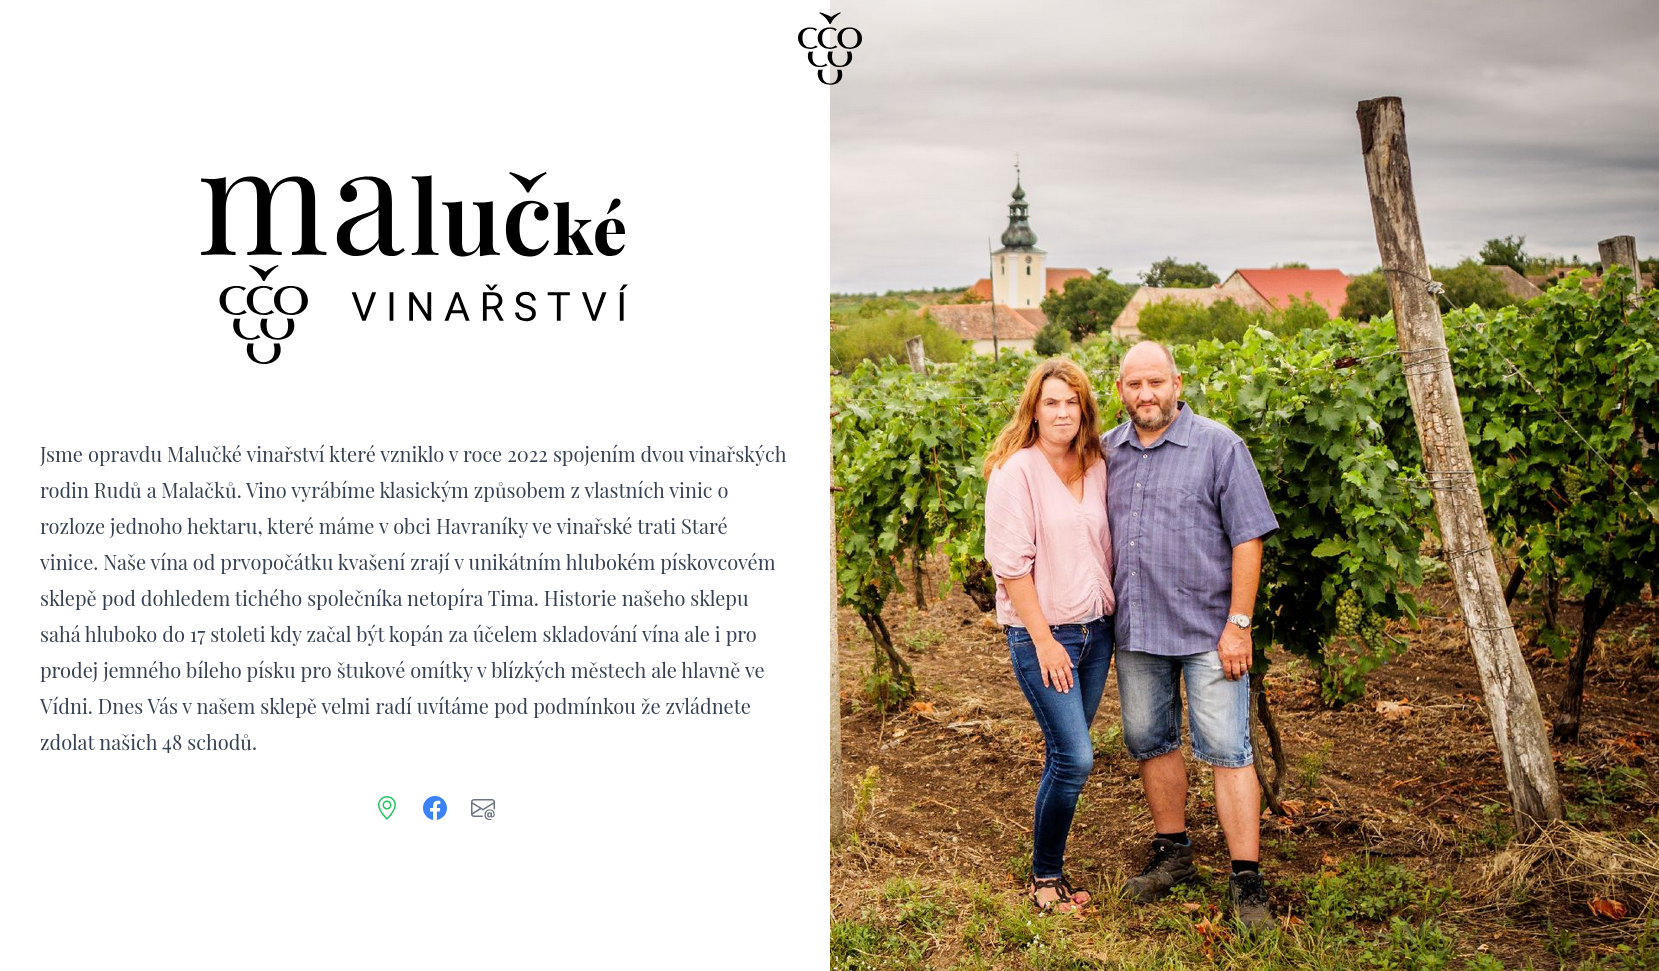 malučké
VINAŘSTVÍ
Jsme opravdu Malučké vinařství které vzniklo v roce 2022 spojením dvou vinařských
rodin Rudů a Malačků. Vino vyrábíme klasickým způsobem z vlastních vinic o
rozloze jednoho hektaru, které máme v obci Havraníky ve vinařské trati Staré
vinice. Naše vína od prvopočátku kvašení zrají v unikátním hlubokém pískovcovém
sklepě pod dohledem tichého společníka netopíra Tima. Historie našeho sklepu
sahá hluboko do 17 stoleti kdy začal být kopán za účelem skladování vína ale i pro
prodej jemného bíleho písku pro štukové omítky v blízkých městech ale hlavně ve
Vídni. Dnes Vás v našem sklepě velmi radí uvítáme pod podmínkou že zvládnete
zdolat našich 48 schodů.